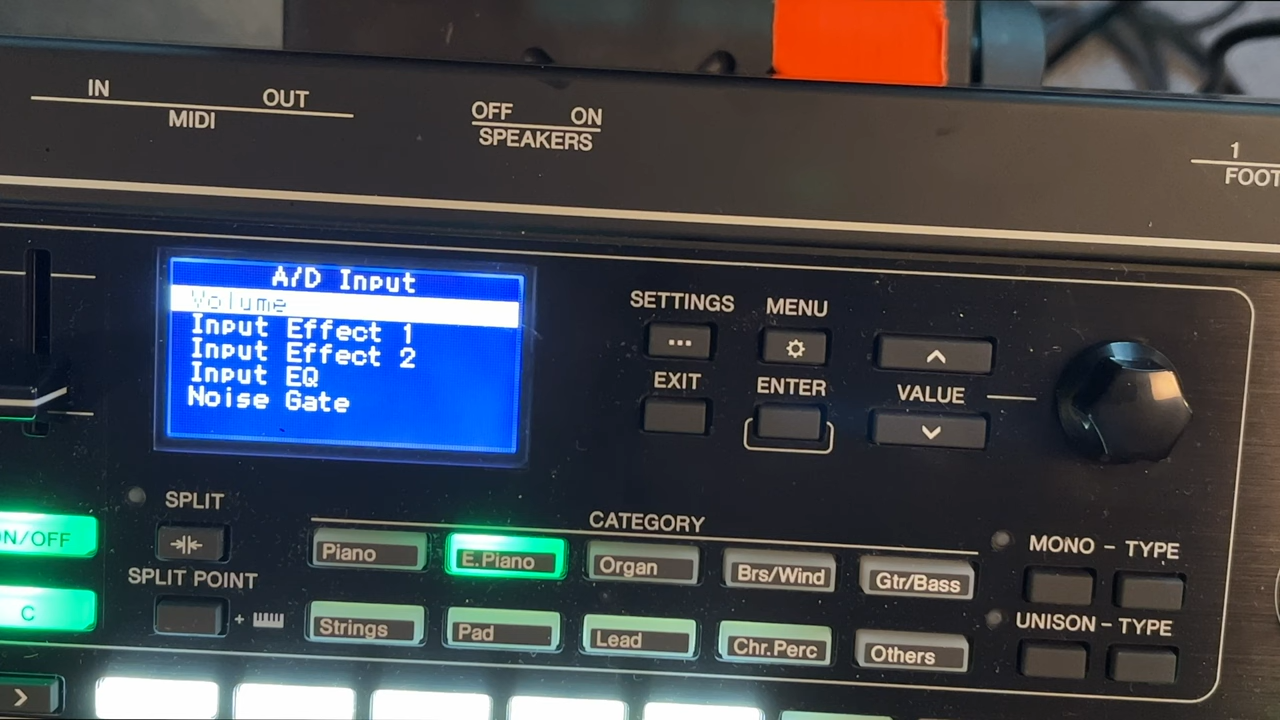 IN OUT
MIDI
OFF ON
SPEAKERS
1
FOOT
A/D Input
Volume
Input Effect 1
Input Effect 2
Input EQ
Noise Gate
SETTINGS MENU
EXIT ENTER
VALUE
SPLIT
SPLIT POINT
+
ON/OFF
C
CATEGORY
Piano E.Piano Organ Brs/Wind Gtr/Bass
Strings Pad Lead Chr.Perc Others
MONO – TYPE
UNISON – TYPE